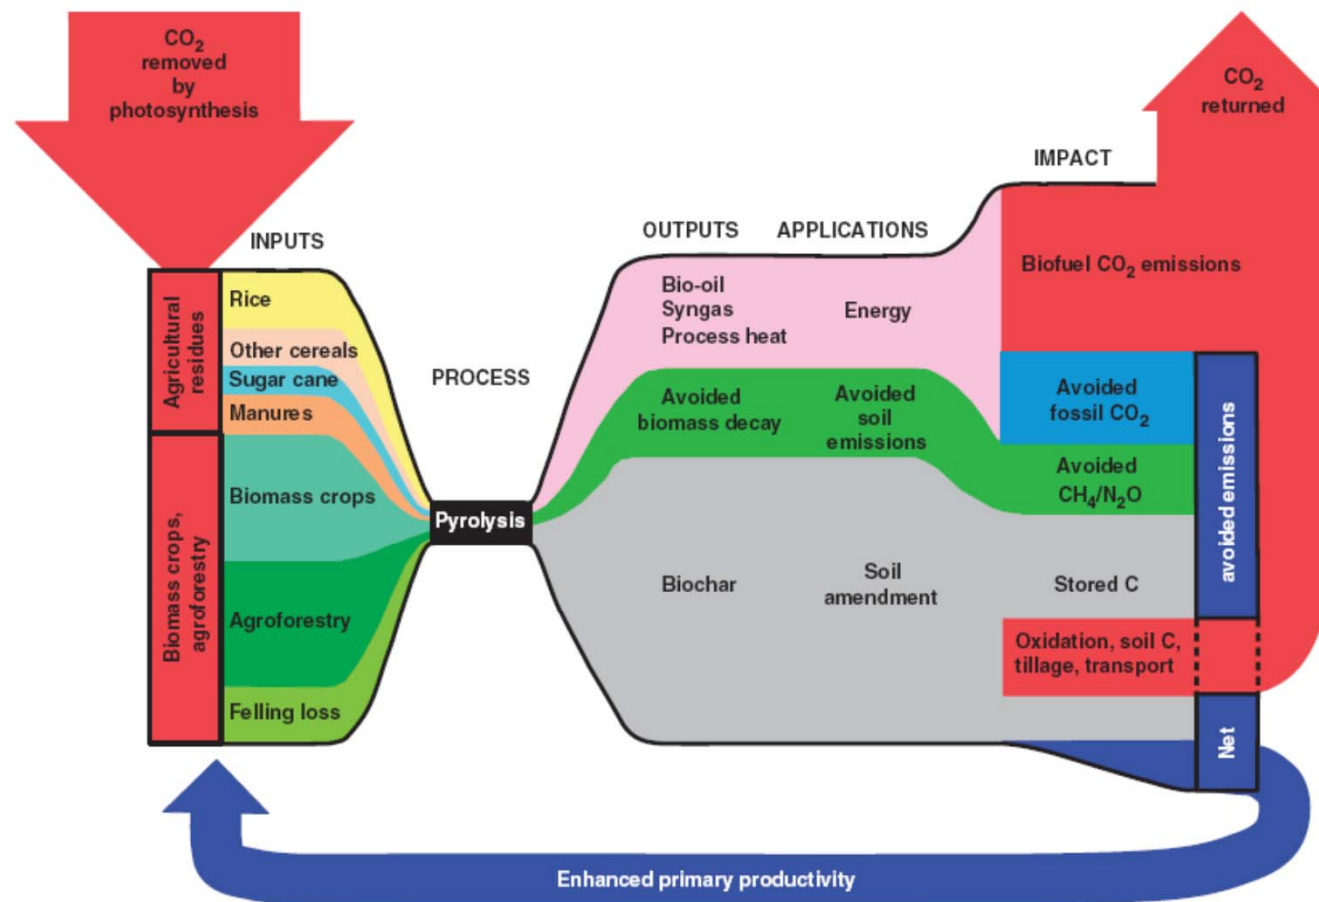 CO2
removed
by
photosynthesis
CO2
returned
IMPACT
INPUTS
OUTPUTS
APPLICATIONS
PROCESS
Agricultural
residues
Rice
Other cereals
Sugar cane
Manures
Biomass crops,
agroforestry
Biomass crops
Agroforestry
Felling loss
Pyrolysis
Bio-oil
Syngas
Process heat
Energy
Avoided
biomass decay
Avoided
soil
emissions
Biochar
Soil
amendment
Biofuel CO2 emissions
Avoided
fossil CO2
Avoided
CH4/N2O
Stored C
Oxidation, soil C,
tillage, transport
avoided emissions
Net
Enhanced primary productivity